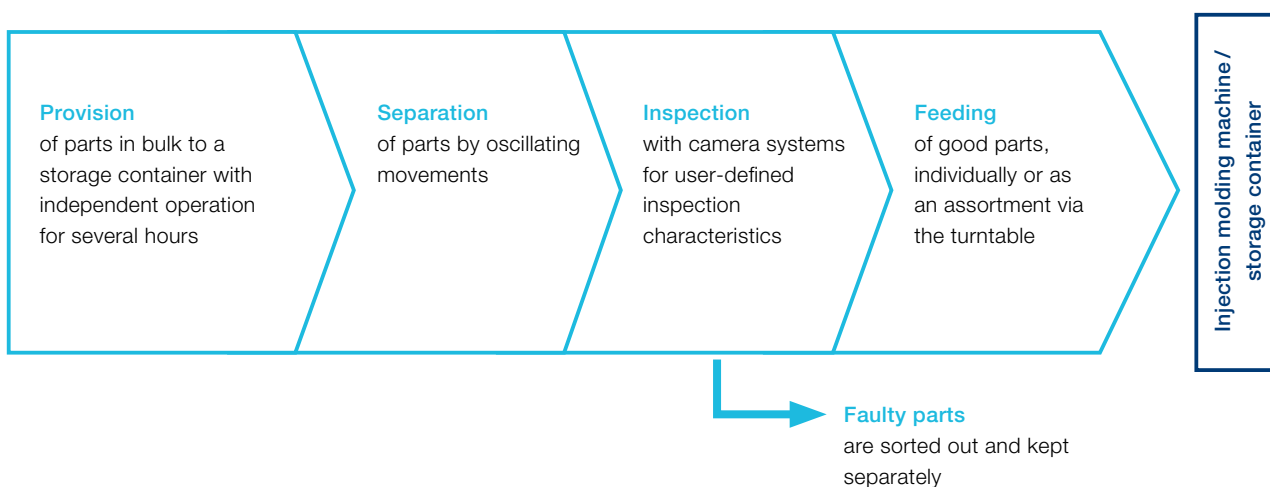 Provision
of parts in bulk to a
storage container with
independent operation
for several hours
Separation
of parts by oscillating
movements
Inspection
with camera systems
for user-defined
inspection
characteristics
Feeding
of good parts,
individually or as
an assortment via
the turntable
Injection molding machine /
storage container
Faulty parts
are sorted out and kept
separately